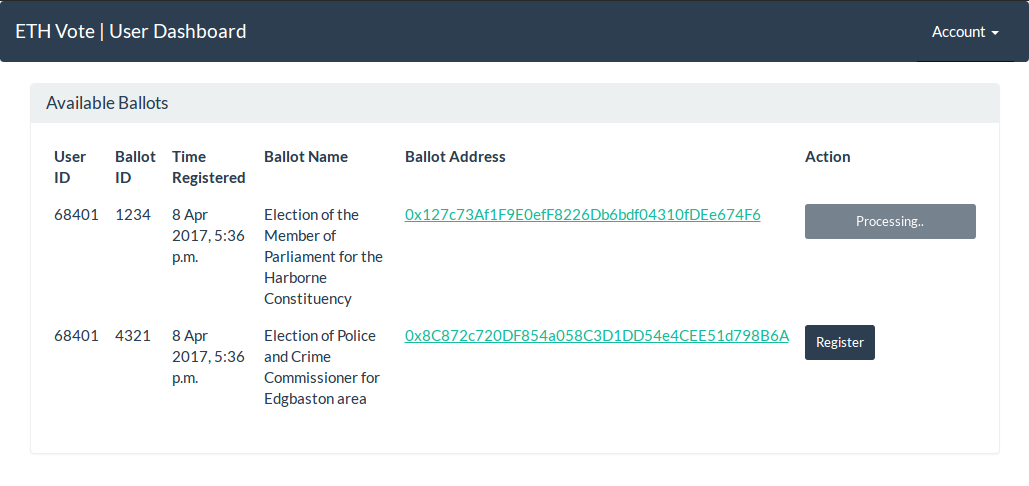 ETH Vote | User Dashboard
Account
Available Ballots
User ID
Ballot ID
Time Registered
Ballot Name
Ballot Address
Action
68401
1234
8 Apr
2017, 5:36
p.m.
Election of the
Member of
Parliament for the
Harborne
Constituency
0x127c73Af1F9E0efF8226Db6bdf04310fDEe674F6
Processing..
68401
4321
8 Apr
2017, 5:36
p.m.
Election of Police
and Crime
Commissioner for
Edgbaston area
0x8C872c720DF854a058C3D1DD54e4CEE51d798B6A
Register